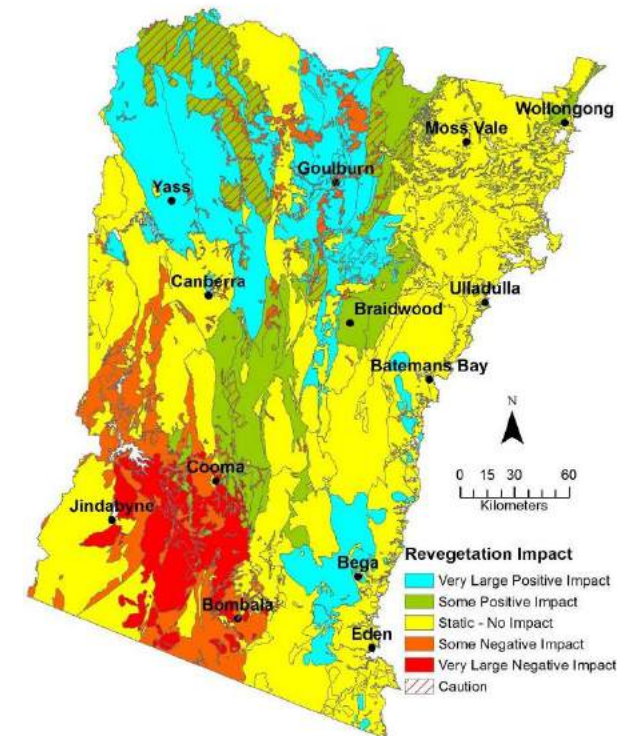 Wollongong
Moss Vale
Goulburn
Yass
Canberra
Ulladulla
Braidwood
Batemans Bay
N
Cooma
0 15 30 60
Kilometers
Jindabyne
Revegetation Impact
Bega
Very Large Positive Impact
Some Positive Impact
Bombala
Static - No Impact
Eden
Some Negative Impact
Very Large Negative Impact
Caution